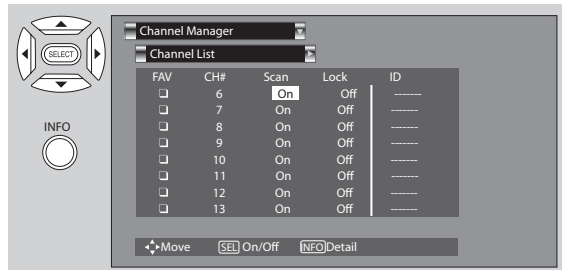 SELECT
INFO
Channel Manager
Channel List
FAV CH# Scan Lock ID
6 On Off -------
7 On Off -------
8 On Off -------
9 On Off -------
10 On Off -------
11 On Off -------
12 On Off -------
13 On Off -------
Move SEL On/Off INFO Detail